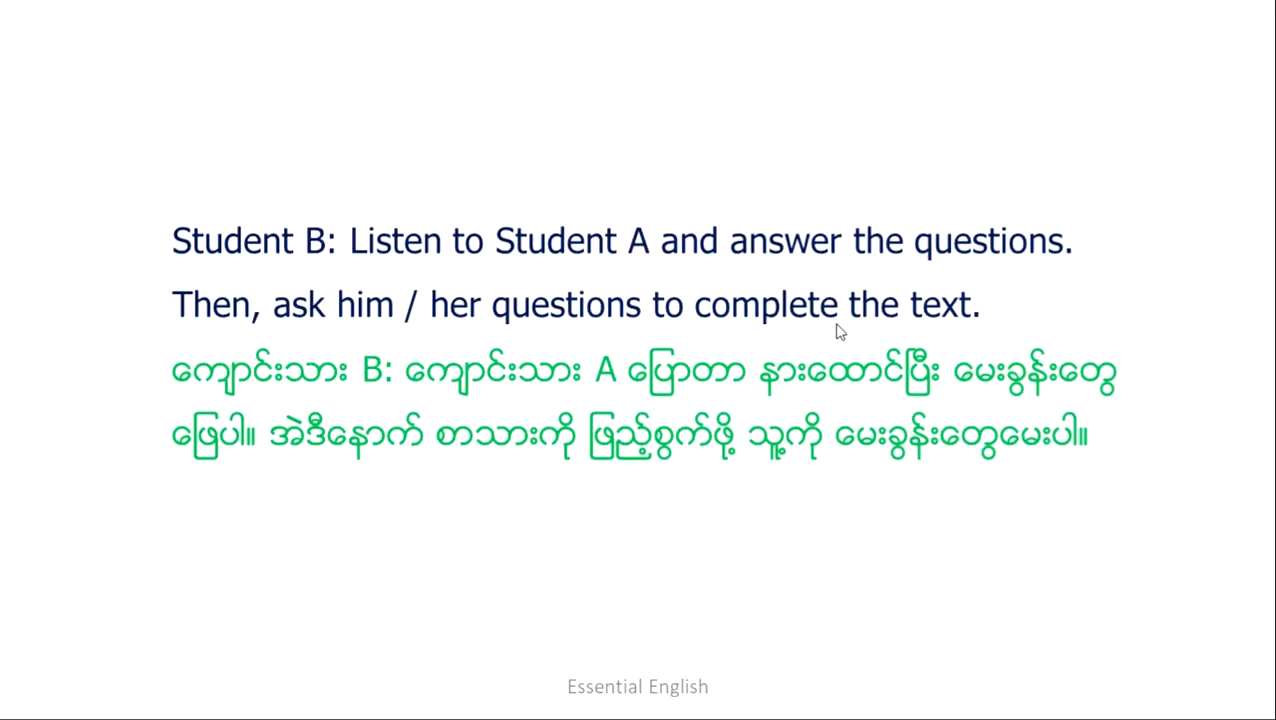 Student B: Listen to Student A and answer the questions.
Then, ask him / her questions to complete the text.
ကျောင်းသား B: ကျောင်းသား A ပြောတာ နားထောင်ပြီး မေးခွန်းတွေ
ဖြေပါ။ အဲဒီနောက် စာသားကို ဖြည့်စွက်ဖို့ သူ့ကို မေးခွန်းတွေမေးပါ။
Essential English